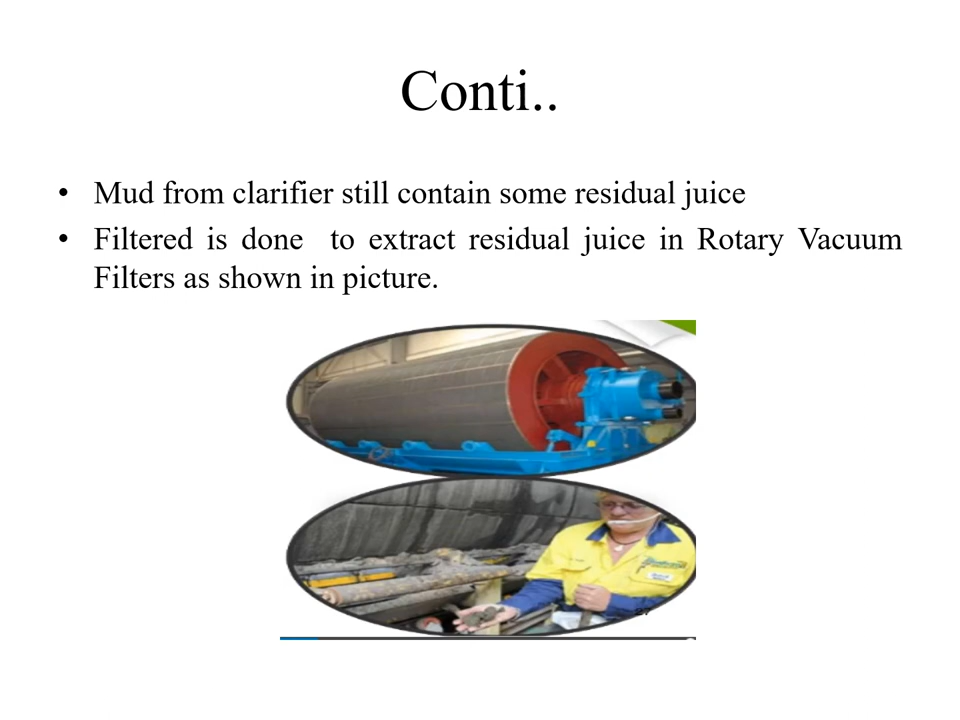 Conti..
• Mud from clarifier still contain some residual juice
• Filtered is done to extract residual juice in Rotary Vacuum
Filters as shown in picture.
27